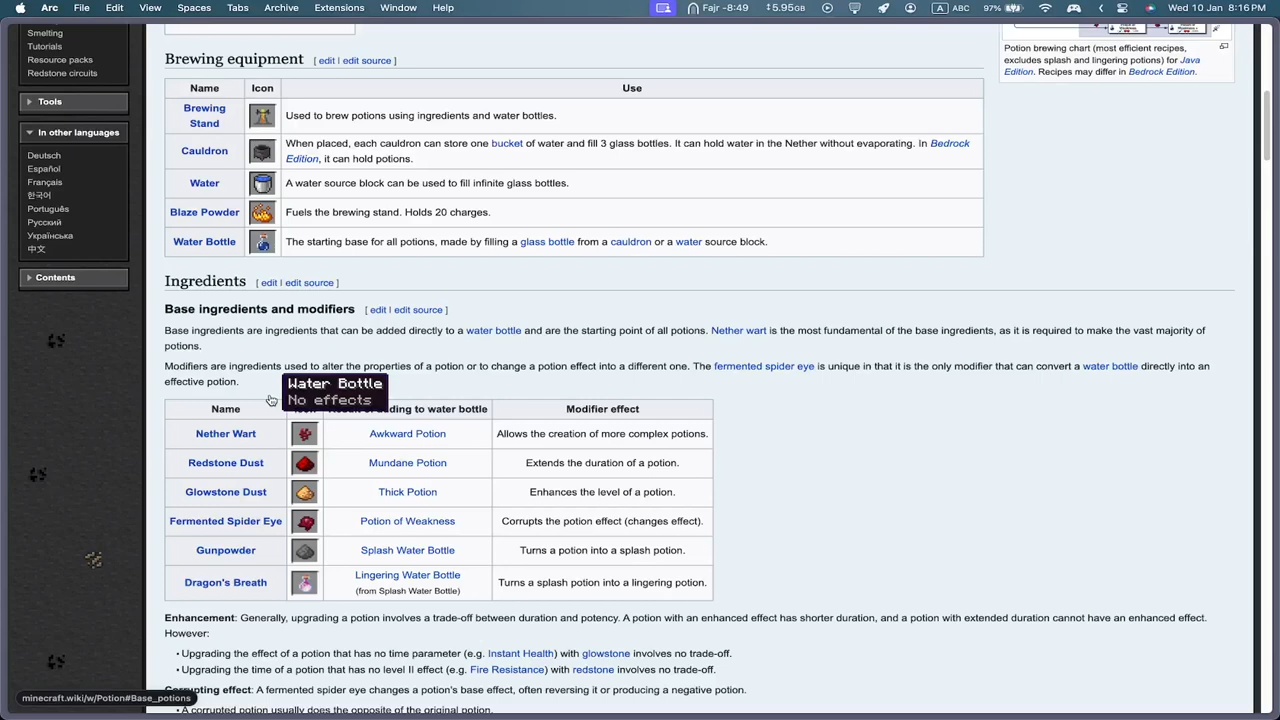 Arc File Edit View Spaces Tabs Archive Extensions Window Help
Fajr -8:49
1 5.95GB
97%
Wed 10 Jan 8:16 PM
Smelting
Tutorials
Resource packs
Redstone circuits
Tools
In other languages
Deutsch
Español
Français
한국어
Português
Русский
Українська
中文
Contents
Brewing equipment [ edit | edit source ]
Name Icon Use
Brewing Stand
Used to brew potions using ingredients and water bottles.
Cauldron
When placed, each cauldron can store one bucket of water and fill 3 glass bottles. It can hold water in the Nether without evaporating. In Bedrock
Edition, it can hold potions.
Water
A water source block can be used to fill infinite glass bottles.
Blaze Powder
Fuels the brewing stand. Holds 20 charges.
Water Bottle
The starting base for all potions, made by filling a glass bottle from a cauldron or a water source block.
Potion brewing chart (most efficient recipes,
excludes splash and lingering potions) for Java
Edition. Recipes may differ in Bedrock Edition.
Ingredients [ edit | edit source ]
Base ingredients and modifiers [ edit | edit source ]
Base ingredients are ingredients that can be added directly to a water bottle and are the starting point of all potions. Nether wart is the most fundamental of the base ingredients, as it is required to make the vast majority of
potions.
Modifiers are ingredients used to alter the properties of a potion or to change a potion effect into a different one. The fermented spider eye is unique in that it is the only modifier that can convert a water bottle directly into an
effective potion.
Water Bottle
No effects
Name adding to water bottle Modifier effect
Nether Wart Awkward Potion Allows the creation of more complex potions.
Redstone Dust Mundane Potion Extends the duration of a potion.
Glowstone Dust Thick Potion Enhances the level of a potion.
Fermented Spider Eye Potion of Weakness Corrupts the potion effect (changes effect).
Gunpowder Splash Water Bottle Turns a potion into a splash potion.
Dragon's Breath Lingering Water Bottle Turns a splash potion into a lingering potion.
(from Splash Water Bottle)
Enhancement: Generally, upgrading a potion involves a trade-off between duration and potency. A potion with an enhanced effect has shorter duration, and a potion with extended duration cannot have an enhanced effect.
However:
• Upgrading the effect of a potion that has no time parameter (e.g. Instant Health) with glowstone involves no trade-off.
• Upgrading the time of a potion that has no level II effect (e.g. Fire Resistance) with redstone involves no trade-off.
Corrupting effect: A fermented spider eye changes a potion's base effect, often reversing it or producing a negative potion.
• A corrupted potion usually does the opposite of the original potion.
minecraft.wiki/w/Potion#Base_potions